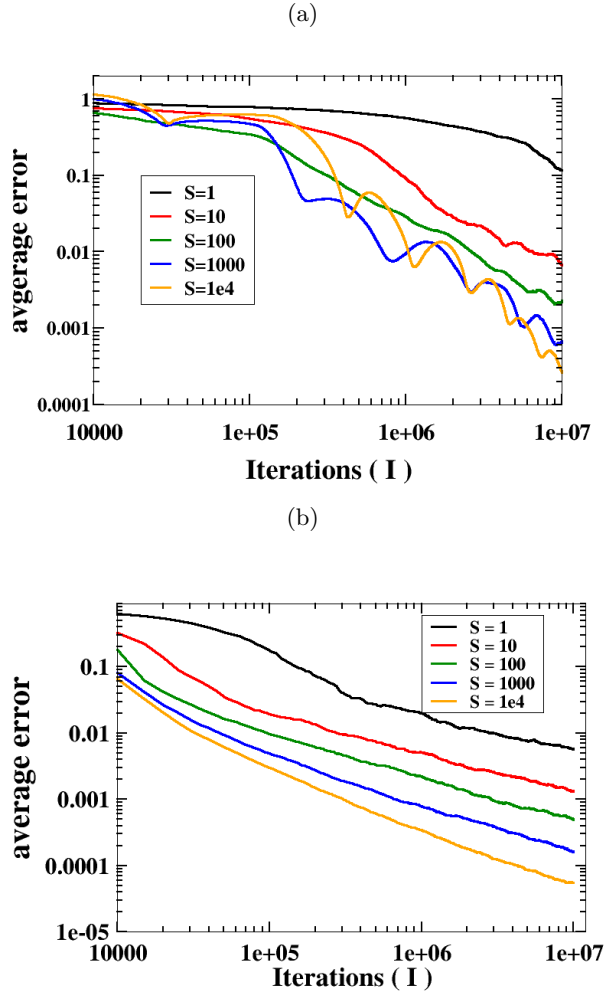 (a)
1
0.1
0.01
0.001
0.0001
avgerage error
S=1
S=10
S=100
S=1000
S=1e4
10000 1e+05 1e+06 1e+07
Iterations ( I )
(b)
0.1
0.01
0.001
0.0001
1e-05
average error
S = 1
S = 10
S = 100
S = 1000
S = 1e4
10000 1e+05 1e+06 1e+07
Iterations ( I )